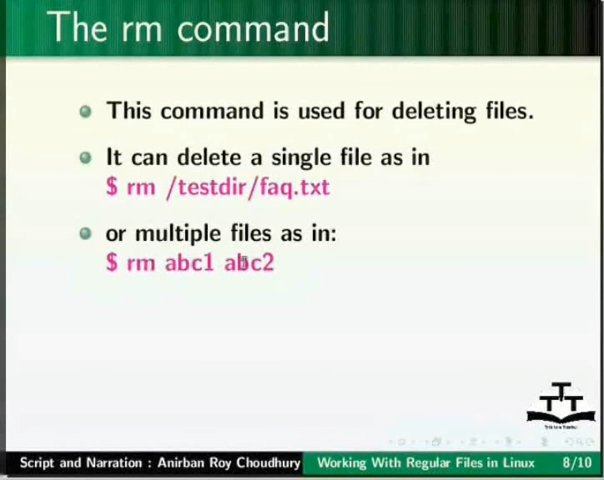 The rm command
This command is used for deleting files.
It can delete a single file as in
$ rm /testdir/faq.txt
or multiple files as in:
$ rm abc1 abc2
TTT
Script and Narration : Anirban Roy Choudhury Working With Regular Files in Linux 8/10